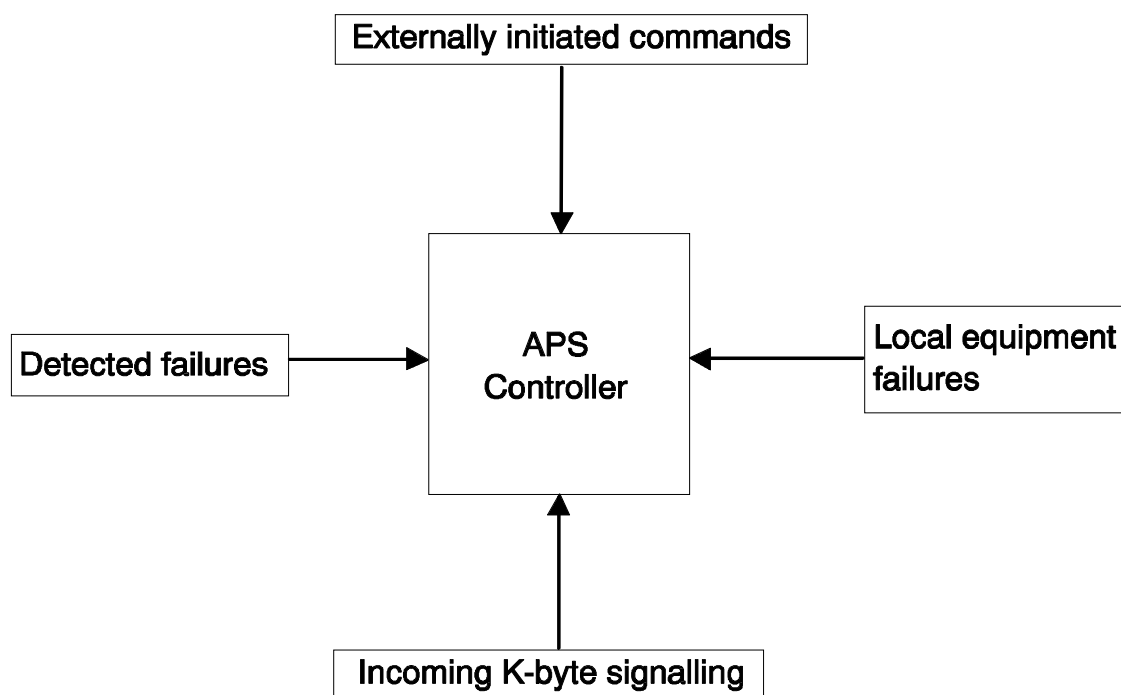 Externally initiated commands
Detected failures
APS
Controller
Local equipment
failures
Incoming K-byte signalling